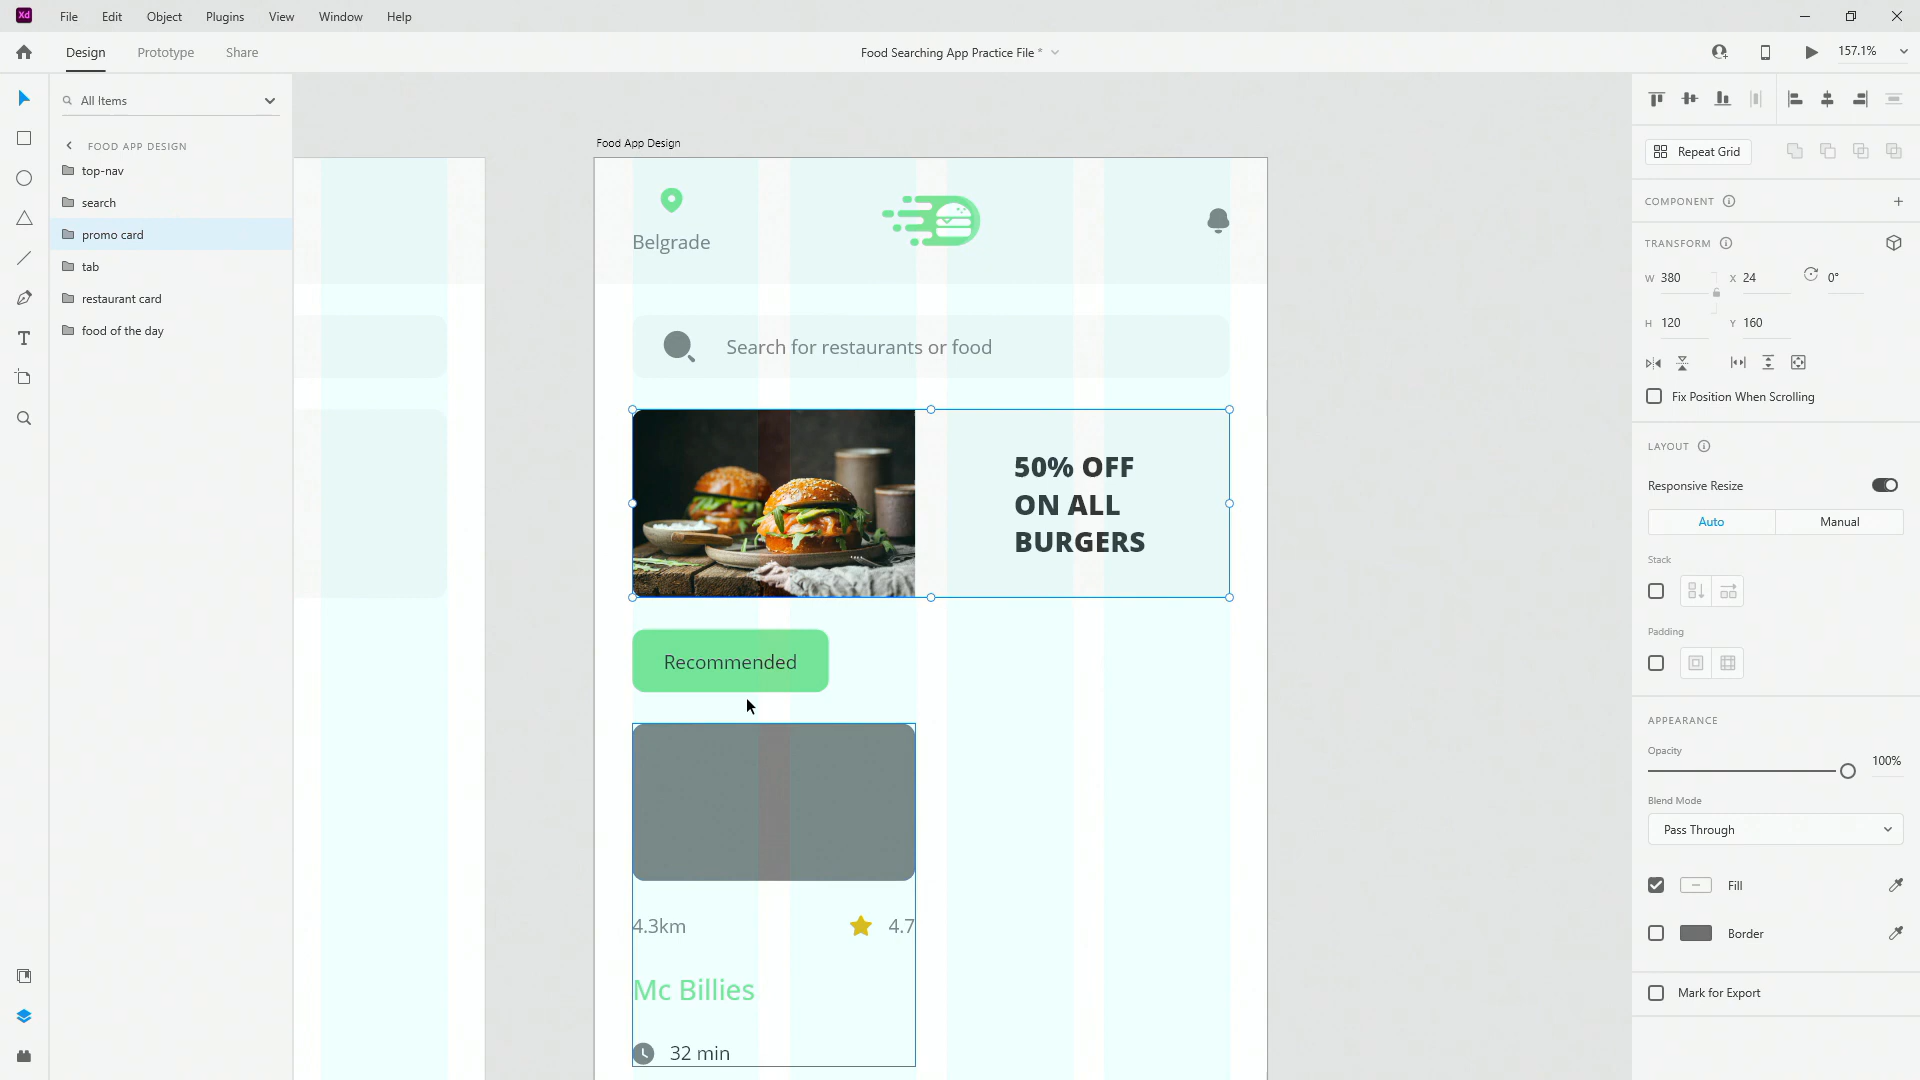 Xd File Edit Object Plugins View Window Help
Design Prototype Share Food Searching App Practice File * 157.1%
All Items
FOOD APP DESIGN
top-nav
search
promo card
tab
restaurant card
food of the day
Food App Design
Belgrade
Search for restaurants or food
50% OFF
ON ALL
BURGERS
Recommended
4.3km 4.7
Mc Billies
32 min
Repeat Grid
COMPONENT
TRANSFORM
W 380 X 24 0°
H 120 Y 160
Fix Position When Scrolling
LAYOUT
Responsive Resize
Auto Manual
Stack
Padding
APPEARANCE
Opacity
100%
Blend Mode
Pass Through
Fill
Border
Mark for Export